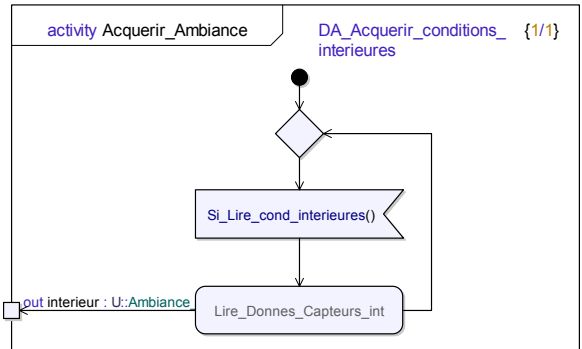 activity Acquerir_Ambiance
DA_Acquerir_conditions_ {1/1}
interieures
Si_Lire_cond_interieures()
out interieur : U::Ambiance
Lire_Donnes_Capteurs_int